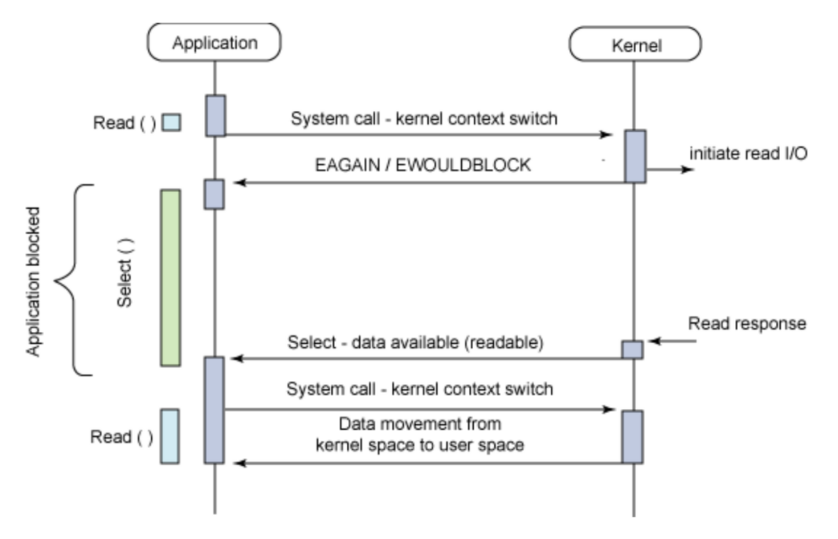 Application
Kernel
Read ( )
System call - kernel context switch
initiate read I/O
EAGAIN / EWOULDBLOCK
Application blocked
Select ( )
Read response
Select - data available (readable)
System call - kernel context switch
Read ( )
Data movement from
kernel space to user space